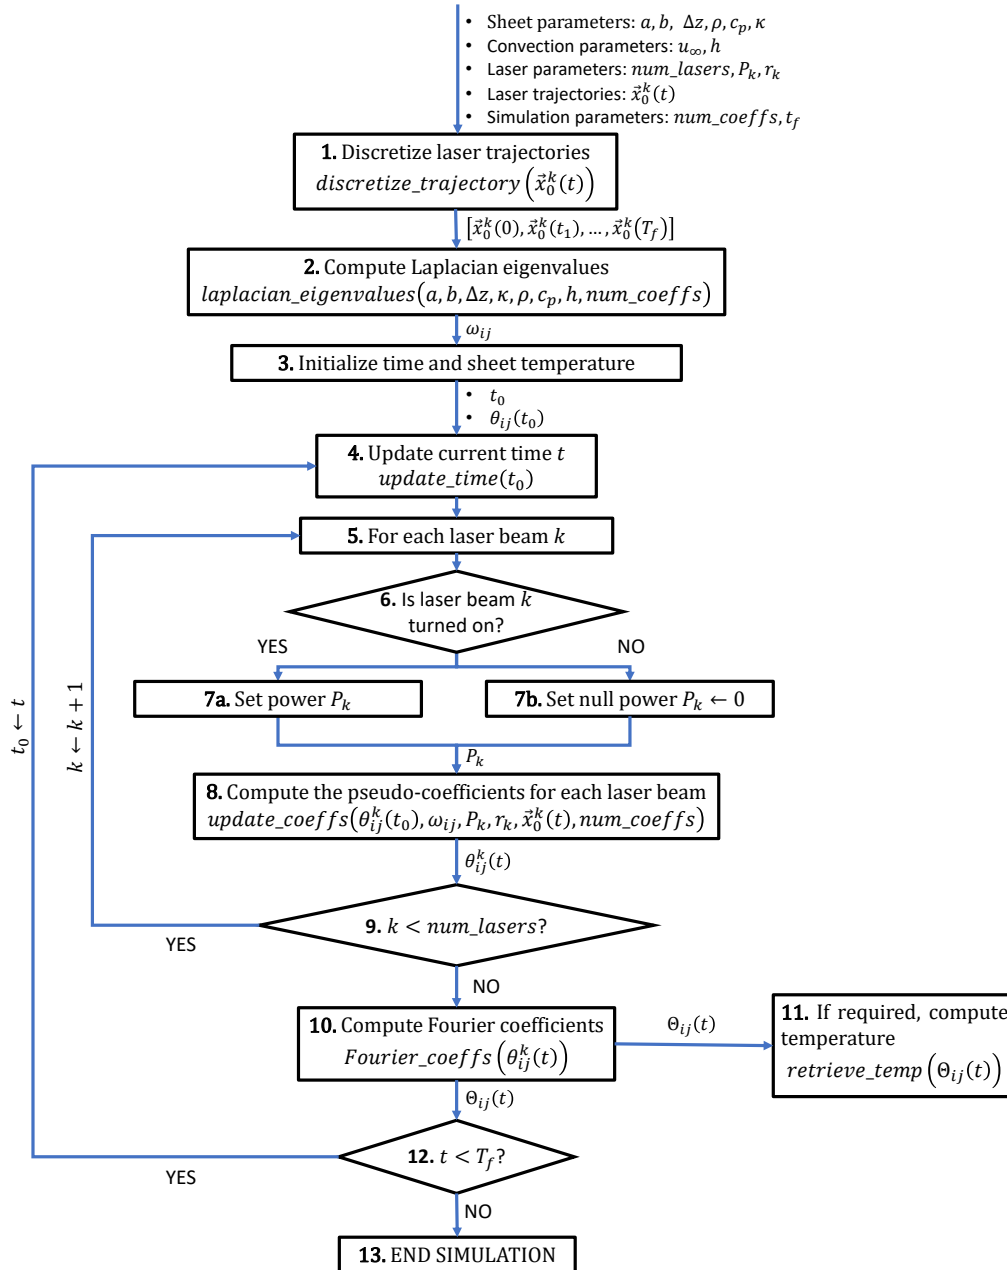 • Sheet parameters: a, b, Δz, ρ, c_p, κ
• Convection parameters: u_∞, h
• Laser parameters: num_lasers, P_k, r_k
• Laser trajectories: x⃗_0^k(t)
• Simulation parameters: num_coeffs, t_f
1. Discretize laser trajectories
discretize_trajectory(x⃗_0^k(t))
[x⃗_0^k(0), x⃗_0^k(t_1), … , x⃗_0^k(T_f)]
2. Compute Laplacian eigenvalues
laplacian_eigenvalues(a, b, Δz, κ, ρ, c_p, h, num_coeffs)
ω_ij
3. Initialize time and sheet temperature
• t_0
• θ_ij(t_0)
4. Update current time t
update_time(t_0)
5. For each laser beam k
6. Is laser beam k
turned on?
YES
NO
7a. Set power P_k
7b. Set null power P_k ← 0
t_0 ← t
k ← k + 1
P_k
8. Compute the pseudo-coefficients for each laser beam
update_coeffs(θ_ij^k(t_0), ω_ij, P_k, r_k, x⃗_0^k(t), num_coeffs)
θ_ij^k(t)
9. k < num_lasers?
YES
NO
10. Compute Fourier coefficients
Fourier_coeffs(θ_ij^k(t))
Θ_ij(t)
11. If required, compute
temperature
retrieve_temp(Θ_ij(t))
Θ_ij(t)
12. t < T_f?
YES
NO
13. END SIMULATION